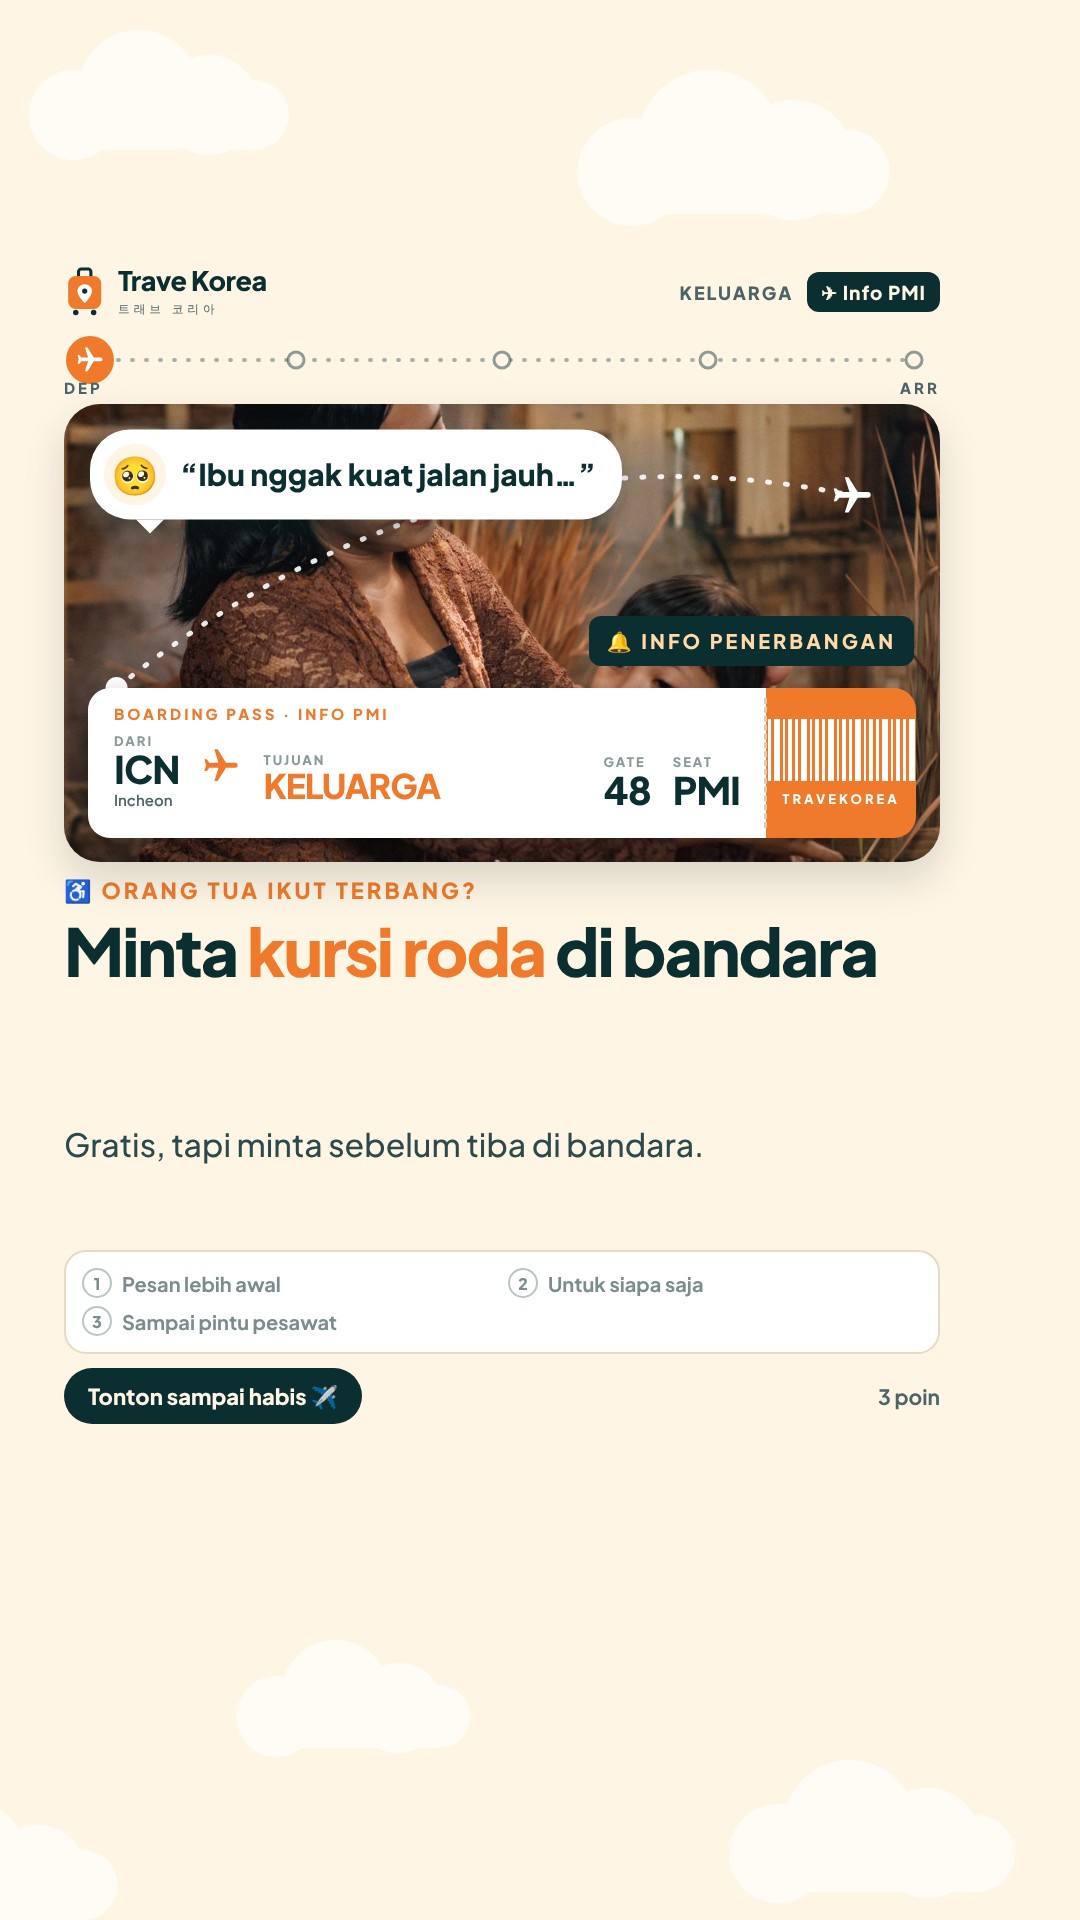 Trave Korea
트래브 코리아
KELUARGA
✈ Info PMI
DEP
ARR
🥺 “Ibu nggak kuat jalan jauh…”
🔔 INFO PENERBANGAN
BOARDING PASS · INFO PMI
DARI
ICN
Incheon
TUJUAN
KELUARGA
GATE
48
SEAT
PMI
TRAVEKOREA
♿ ORANG TUA IKUT TERBANG?
Minta kursi roda di bandara
Gratis, tapi minta sebelum tiba di bandara.
1 Pesan lebih awal
2 Untuk siapa saja
3 Sampai pintu pesawat
Tonton sampai habis ✈️
3 poin